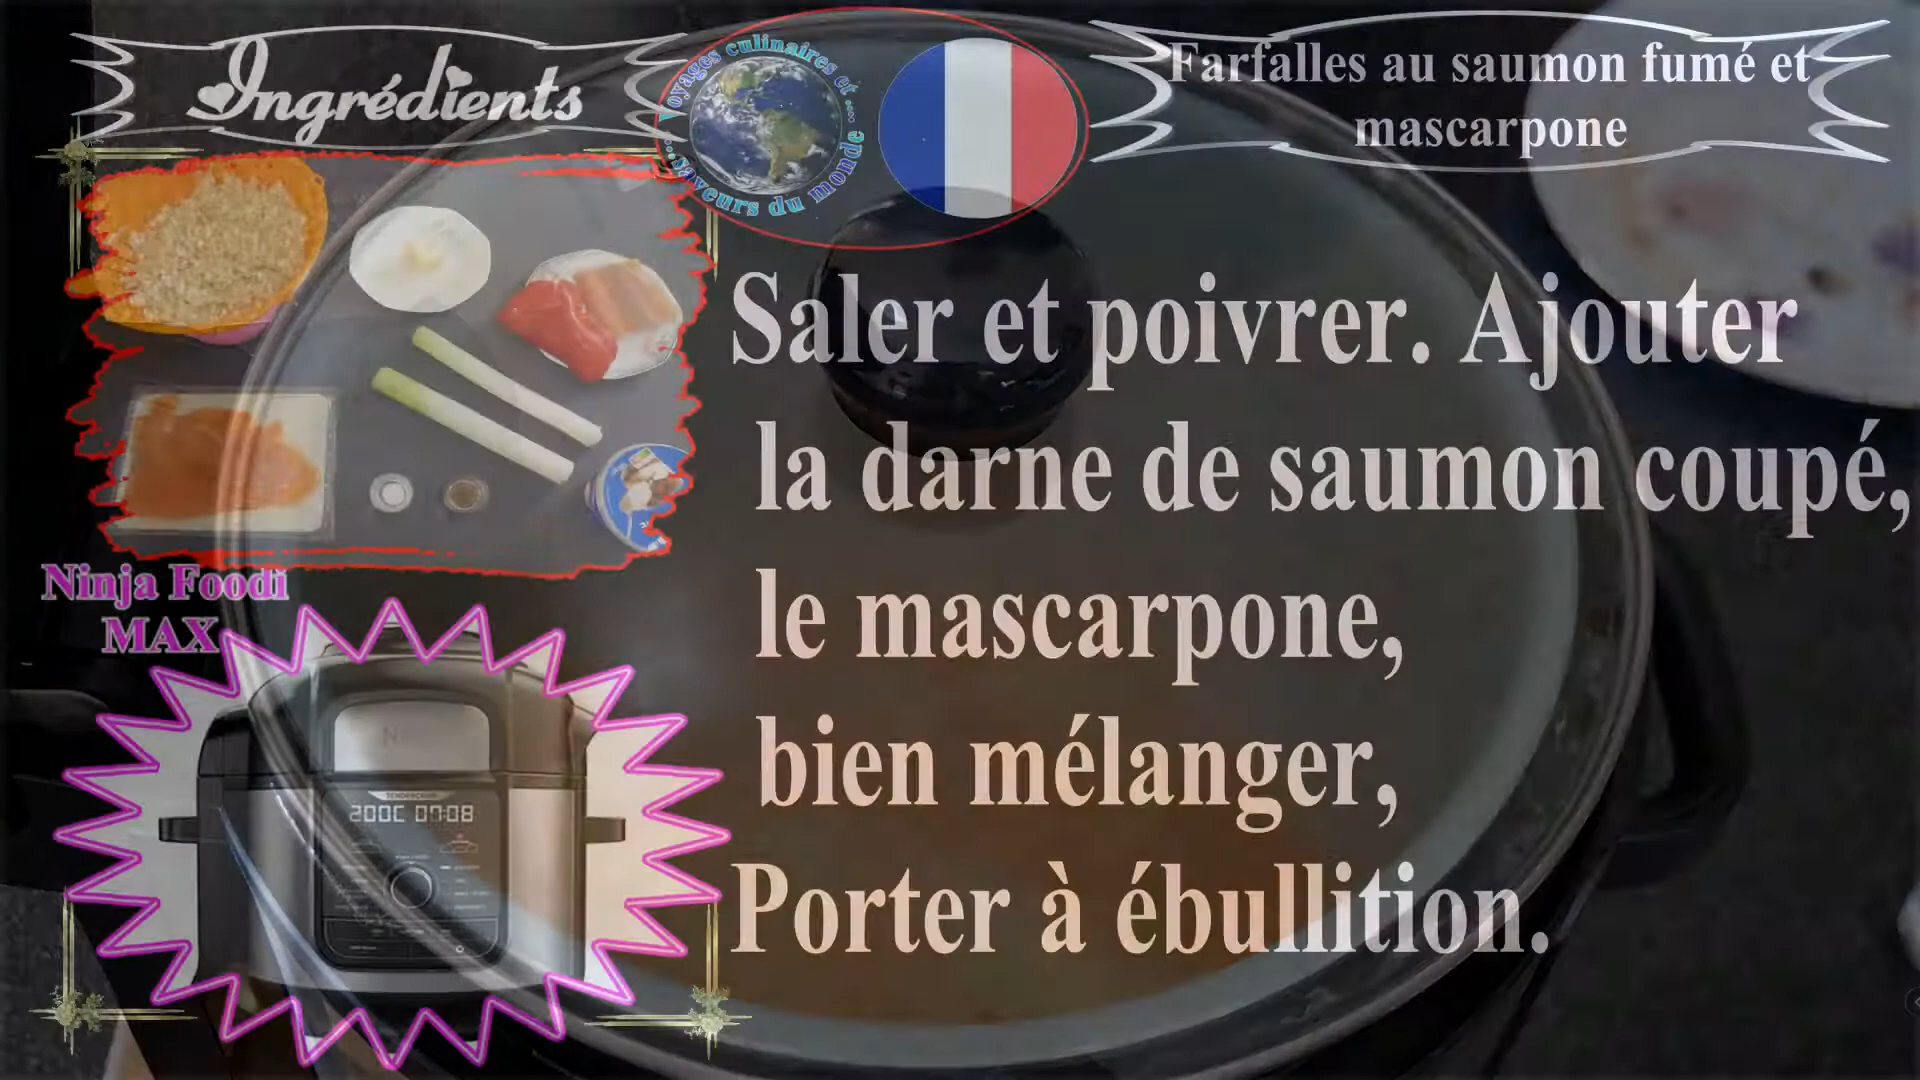 Ingrédients
Voyages culinaires et ...
...saveurs du monde
Farfalles au saumon fumé et
mascarpone
Saler et poivrer. Ajouter
la darne de saumon coupé,
le mascarpone,
bien mélanger,
Porter à ébullition.
Ninja Foodi
MAX
200C 07:08